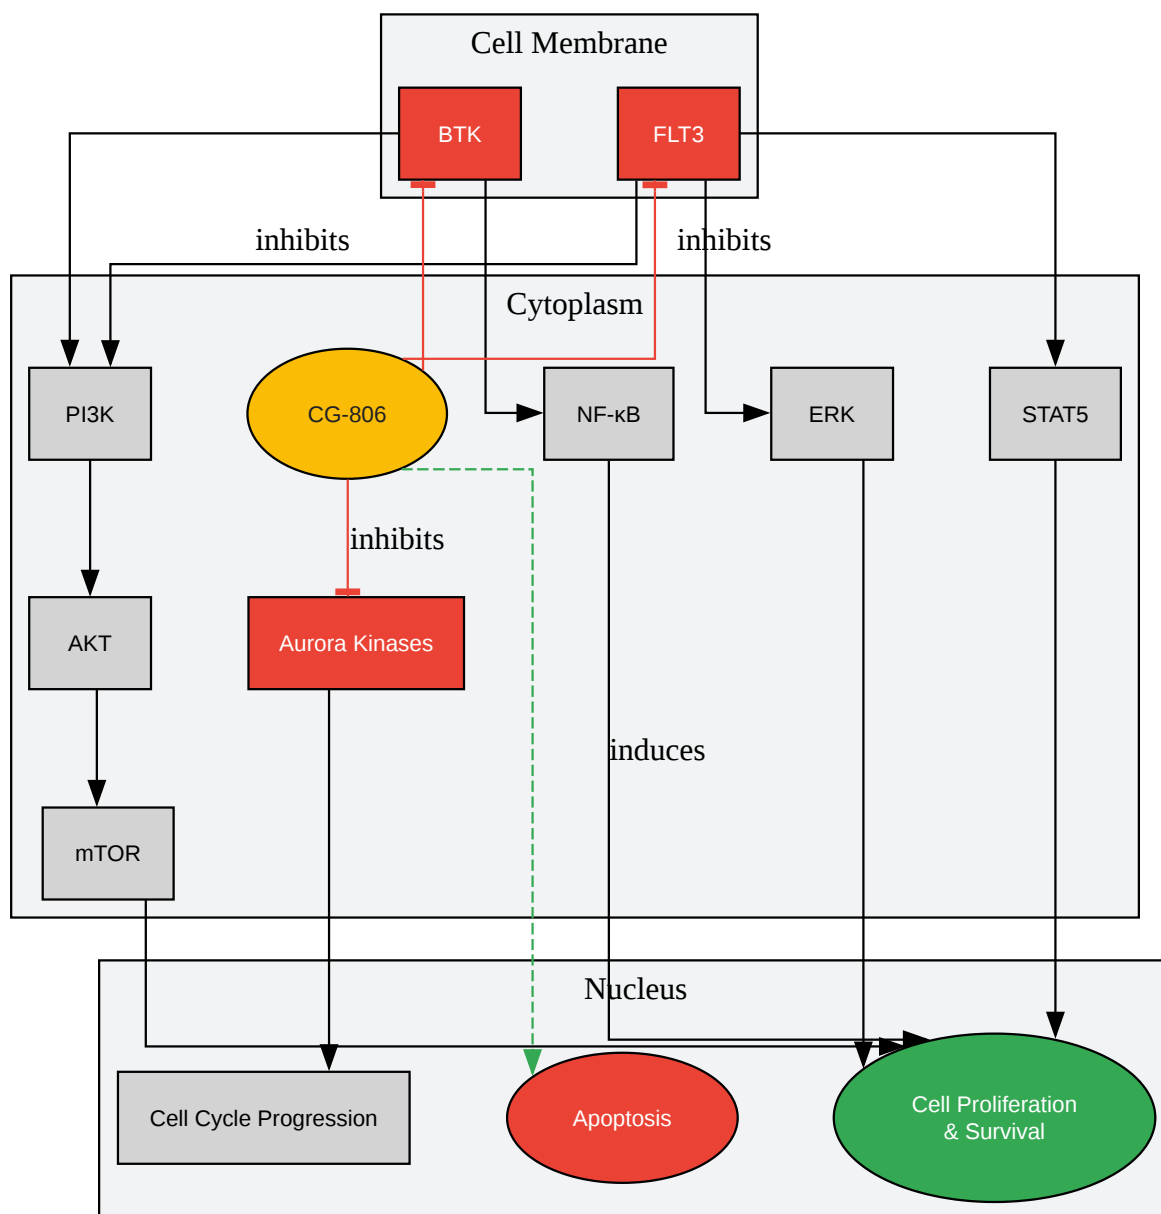 Cell Membrane
BTK
FLT3
inhibits
inhibits
Cytoplasm
PI3K
CG-806
NF-κB
ERK
STAT5
inhibits
AKT
Aurora Kinases
induces
mTOR
Nucleus
Cell Cycle Progression
Apoptosis
Cell Proliferation
& Survival